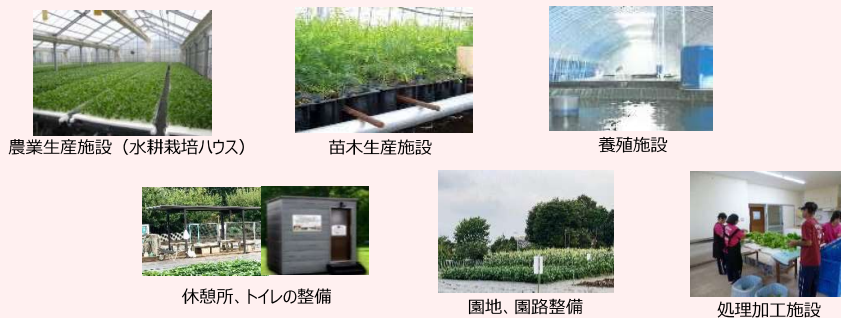 農業生産施設（水耕栽培ハウス）
苗木生産施設
養殖施設
休憩所、トイレの整備
園地、園路整備
処理加工施設